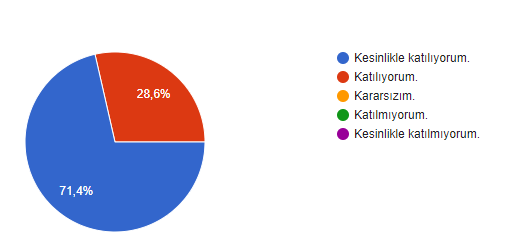 28,6%
71,4%
Kesinlikle katılıyorum.
Katılıyorum.
Kararsızım.
Katılmıyorum.
Kesinlikle katılmıyorum.